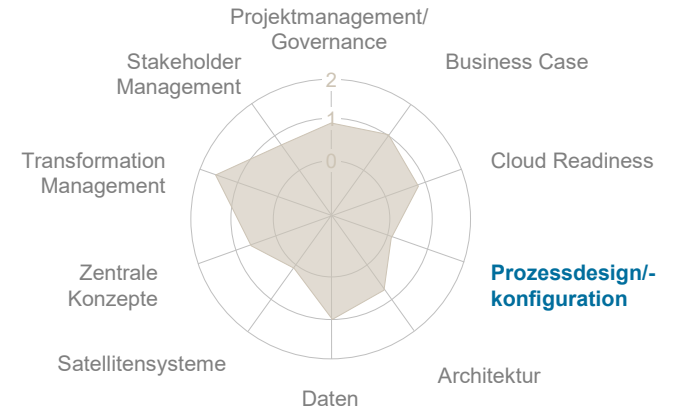 Projektmanagement/
Governance
Stakeholder
Management
Business Case
2
1
0
Transformation
Management
Cloud Readiness
Zentrale
Konzepte
Prozessdesign/-
konfiguration
Satellitensysteme
Architektur
Daten